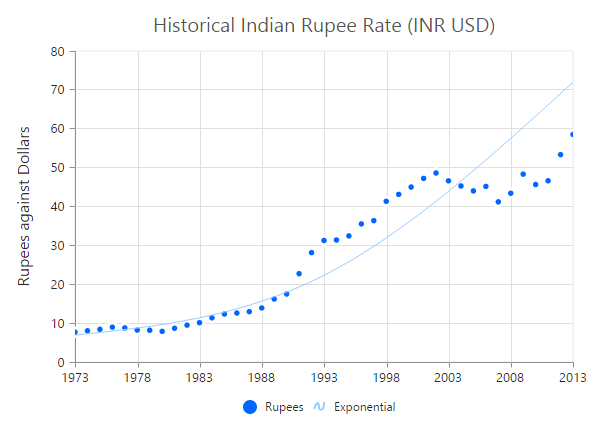 Historical Indian Rupee Rate (INR USD)
Rupees against Dollars
80
70
60
50
40
30
20
10
0
1973 1978 1983 1988 1993 1998 2003 2008 2013
Rupees Exponential